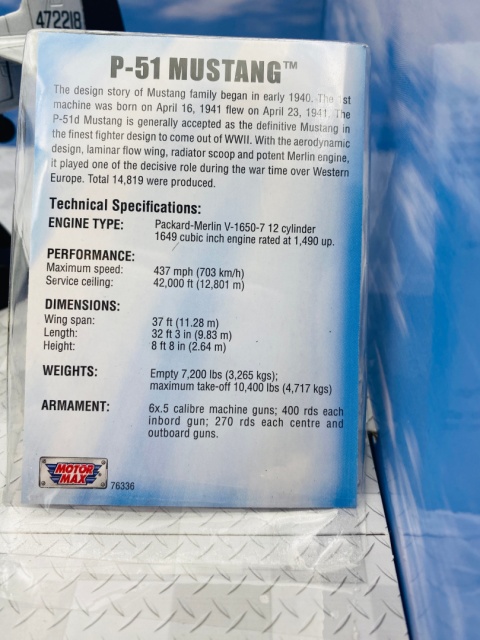 472218
P-51 MUSTANG™
The design story of Mustang family began in early 1940. The st
machine was born on April 16, 1941 flew on April 23, 1941. The
P-51d Mustang is generally accepted as the definitive Mustang in
the finest fighter design to come out of WWII. With the aerodynamic
design, laminar flow wing, radiator scoop and potent Merlin engine,
it played one of the decisive role during the war time over Western
Europe. Total 14,819 were produced.
Technical Specifications:
ENGINE TYPE: Packard-Merlin V-1650-7 12 cylinder
1649 cubic inch engine rated at 1,490 up.
PERFORMANCE:
Maximum speed: 437 mph (703 km/h)
Service ceiling: 42,000 ft (12,801 m)
DIMENSIONS:
Wing span: 37 ft (11.28 m)
Length: 32 ft 3 in (9.83 m)
Height: 8 ft 8 in (2.64 m)
WEIGHTS: Empty 7,200 lbs (3,265 kgs);
maximum take-off 10,400 lbs (4,717 kgs)
ARMAMENT: 6x.5 calibre machine guns; 400 rds each
inbord gun; 270 rds each centre and
outboard guns.
MOTOR
MAX
76336